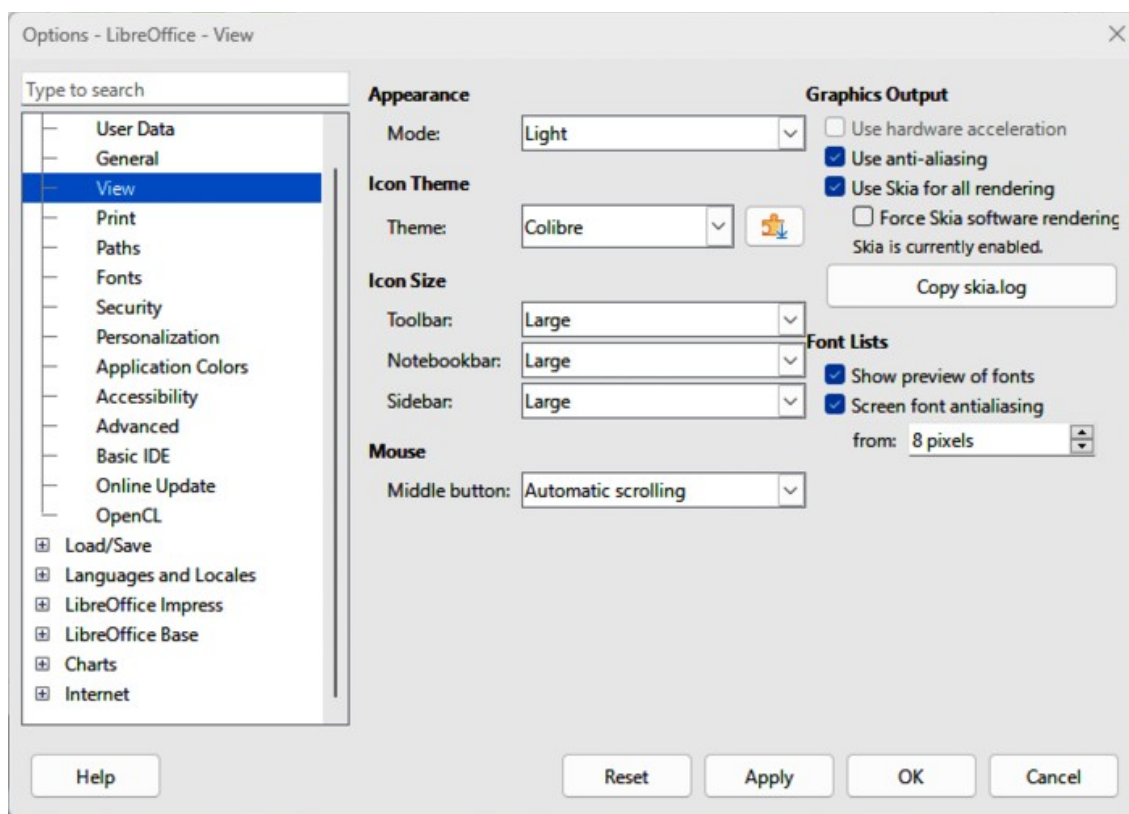 Options - LibreOffice - View
Type to search
User Data
General
View
Print
Paths
Fonts
Security
Personalization
Application Colors
Accessibility
Advanced
Basic IDE
Online Update
OpenCL
Load/Save
Languages and Locales
LibreOffice Impress
LibreOffice Base
Charts
Internet
Appearance
Mode: Light
Icon Theme
Theme: Colibre
Icon Size
Toolbar: Large
Notebookbar: Large
Sidebar: Large
Mouse
Middle button: Automatic scrolling
Graphics Output
Use hardware acceleration
Use anti-aliasing
Use Skia for all rendering
Force Skia software rendering
Skia is currently enabled.
Copy skia.log
Font Lists
Show preview of fonts
Screen font antialiasing
from: 8 pixels
Help Reset Apply OK Cancel